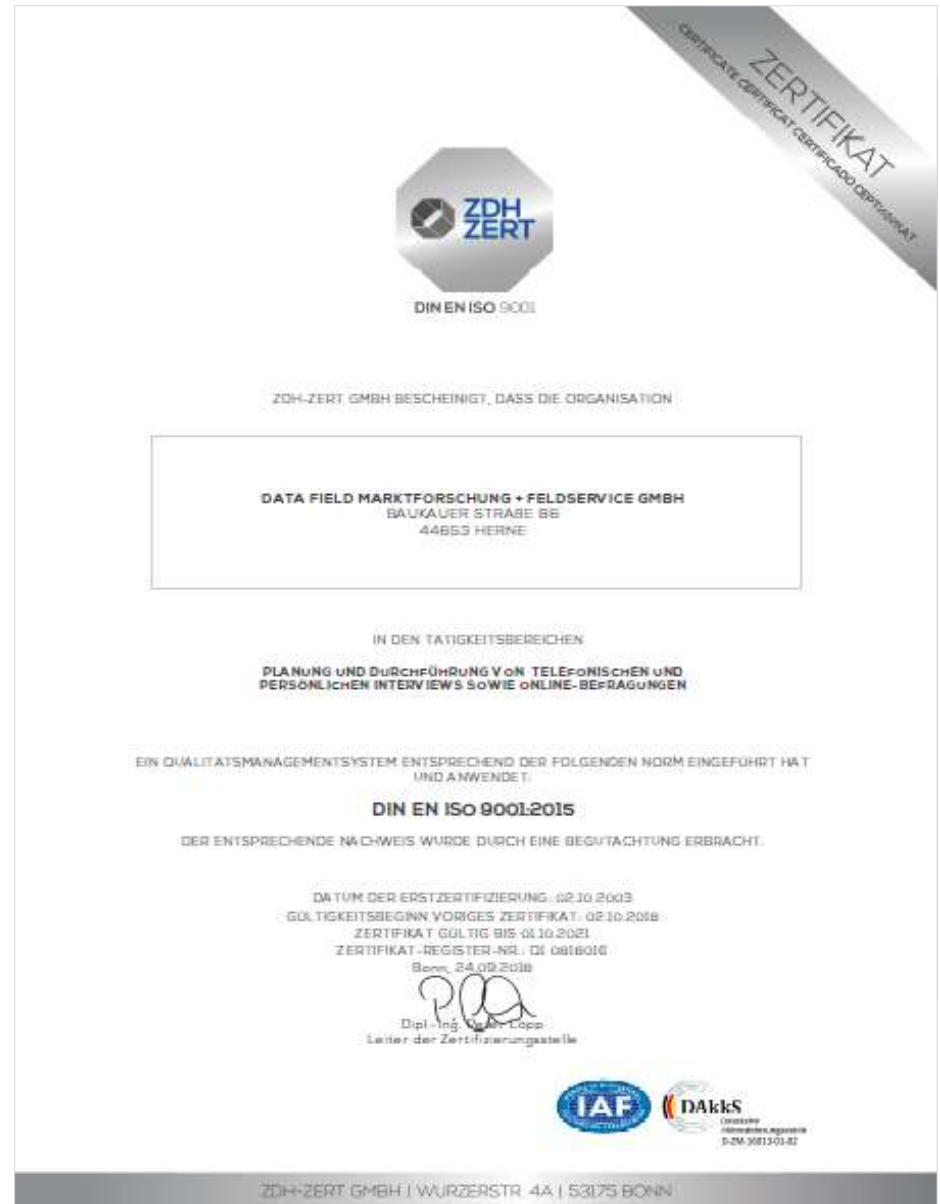 ZERTIFIKAT
CERTIFICATE CERTIFICAT CERTIFICADO
ZDH
ZERT
DIN EN ISO 9001
ZDH-ZERT GMBH BESCHEINIGT, DASS DIE ORGANISATION
DATA FIELD MARKTFORSCHUNG + FELDSERVICE GMBH
BAUKAUER STRAßE
44653 HERNE
IN DEN TÄTIGKEITSBEREICHEN
PLANUNG UND DURCHFÜHRUNG VON TELEFONISCHEN UND
PERSÖNLICHEN INTERVIEWS SOWIE ONLINE-BEFRAGUNGEN
EIN QUALITÄTSMANAGEMENTSYSTEM ENTSPRECHEND DER FOLGENDEN NORM EINGEFÜHRT HAT
UND ANWENDET:
DIN EN ISO 9001:2015
DER ENTSPRECHENDE NACHWEIS WURDE DURCH EINE BEGUTACHTUNG ERBRACHT.
DATUM DER ERSTZERTIFIZIERUNG: 02.10.2003
GÜLTIGKEITSBEGINN VORIGES ZERTIFIKAT: 02.10.2018
ZERTIFIKAT GÜLTIG BIS 01.10.2021
ZERTIFIKAT-REGISTER-NR.:
Bonn, 24.09.2018
Dipl.-Ing. Peter Lopp
Leiter der Zertifizierungsstelle
IAF
DAkkS
Deutsche
Akkreditierungsstelle
ZDH-ZERT GMBH | WURZERSTR. 4A | 53175 BONN